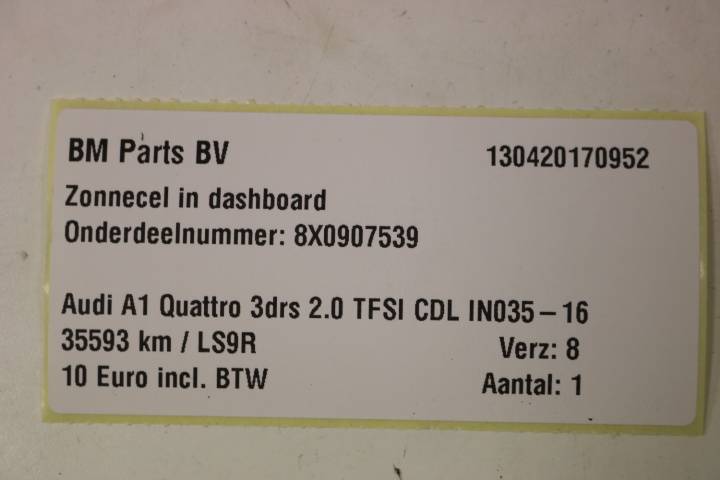 BM Parts BV 130420170952
Zonnecel in dashboard
Onderdeelnummer: 8X0907539
Audi A1 Quattro 3drs 2.0 TFSI CDL IN035-16
35593 km / LS9R Verz: 8
10 Euro incl. BTW Aantal: 1